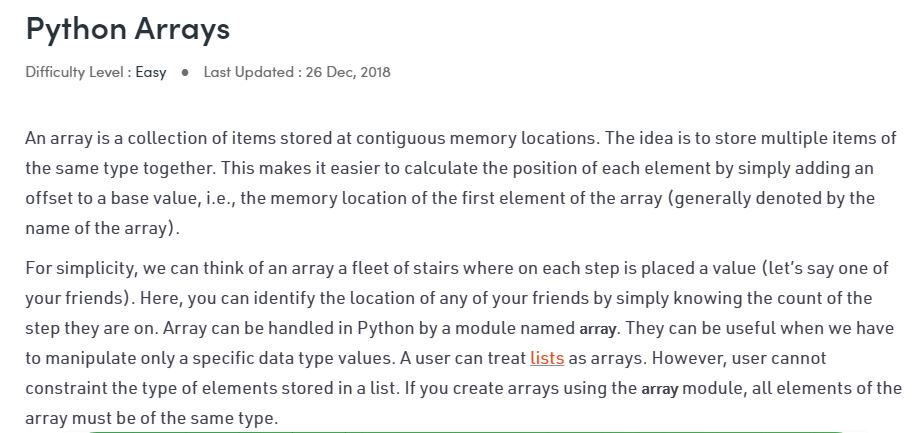 Python Arrays
Difficulty Level : Easy ● Last Updated : 26 Dec, 2018
An array is a collection of items stored at contiguous memory locations. The idea is to store multiple items of
the same type together. This makes it easier to calculate the position of each element by simply adding an
offset to a base value, i.e., the memory location of the first element of the array (generally denoted by the
name of the array).
For simplicity, we can think of an array a fleet of stairs where on each step is placed a value (let’s say one of
your friends). Here, you can identify the location of any of your friends by simply knowing the count of the
step they are on. Array can be handled in Python by a module named array. They can be useful when we have
to manipulate only a specific data type values. A user can treat lists as arrays. However, user cannot
constraint the type of elements stored in a list. If you create arrays using the array module, all elements of the
array must be of the same type.